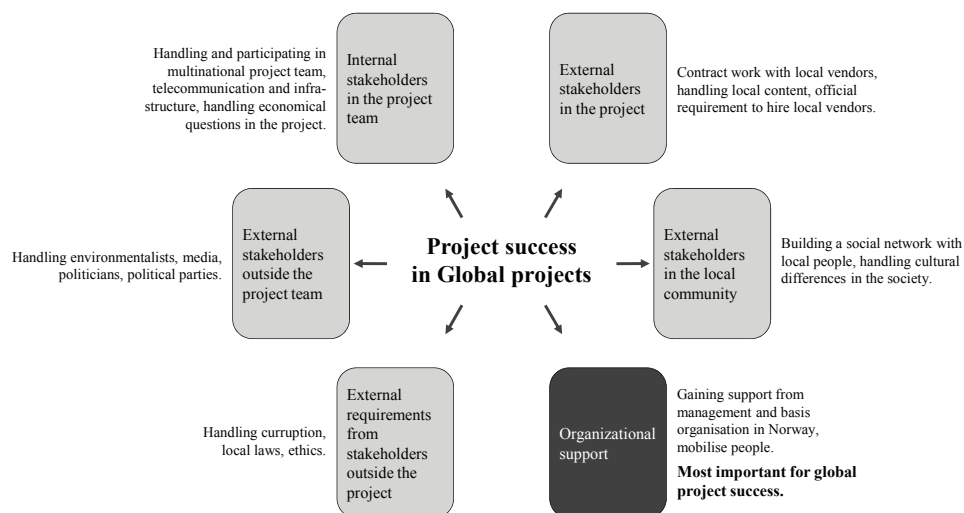 Handling and participating in
multinational project team,
telecommunication and infra-
structure, handling economical
questions in the project.
Internal
stakeholders
in the project
team
External
stakeholders
in the project
Contract work with local vendors,
handling local content, official
requirement to hire local vendors.
Handling environmentalists, media,
politicians, political parties.
External
stakeholders
outside the
project team
Project success
in Global projects
External
stakeholders
in the local
community
Building a social network with
local people, handling cultural
differences in the society.
Handling curruption,
local laws, ethics.
External
requirements
from
stakeholders
outside the
project
Organizational
support
Gaining support from
management and basis
organisation in Norway,
mobilise people.
Most important for global
project success.